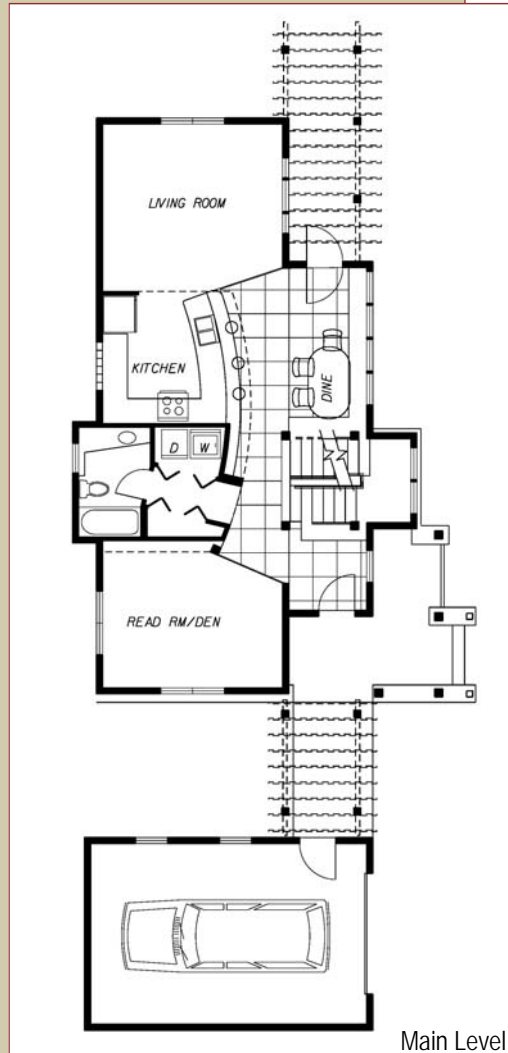 LIVING ROOM
KITCHEN
DINE
D W
READ RM/DEN
Main Level